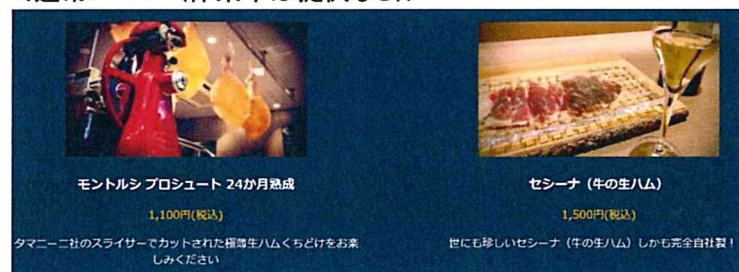 モントルシ プロシュート 24か月熟成
1,100円(税込)
タマニーニ社のスライサーでカットされた極薄生ハムくちどけをお楽
しみください
セシーナ（牛の生ハム）
1,500円(税込)
世にも珍しいセシーナ（牛の生ハム）しかも完全自社製！